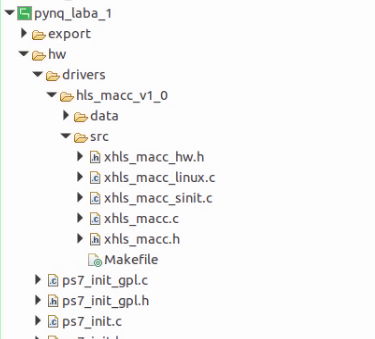 pynq_laba_1
export
hw
drivers
hls_macc_v1_0
data
src
xhls_macc_hw.h
xhls_macc_linux.c
xhls_macc_sinit.c
xhls_macc.c
xhls_macc.h
Makefile
ps7_init_gpl.c
ps7_init_gpl.h
ps7_init.c